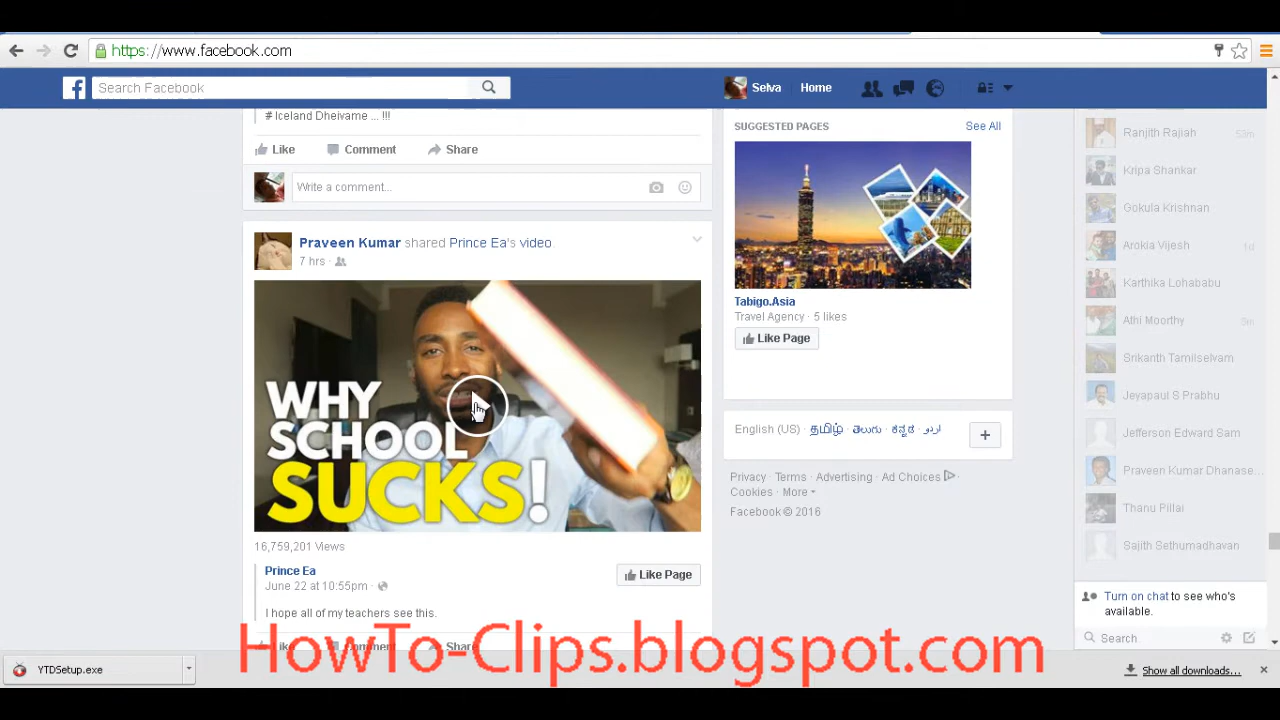 https://www.facebook.com
f
Search Facebook
Selva
Home
# Iceland Dheivame ... !!!
Like
Comment
Share
Write a comment...
Praveen Kumar shared Prince Ea's video
7 hrs ·
WHY
SCHOOL
SUCKS!
16,759,201 Views
Prince Ea
June 22 at 10:55pm ·
Like Page
I hope all of my teachers see this.
Like
Comment
Share
SUGGESTED PAGES
See All
Tabigo.Asia
Travel Agency · 5 likes
Like Page
English (US) · தமிழ் · తెలుగు · ಕನ್ನಡ · اردو
+
Privacy · Terms · Advertising · Ad Choices ·
Cookies · More
Facebook © 2016
Ranjith Rajiah
53m
Kripa Shankar
Gokula Krishnan
Arokia Vijesh
1d
Karthika Lohababu
Athi Moorthy
3m
Srikanth Tamilselvam
Jeyapaul S Prabhu
Jefferson Edward Sam
Praveen Kumar Dhanase...
Thanu Pillai
Sajith Sethumadhavan
Turn on chat to see who's
available.
Search
HowTo-Clips.blogspot.com
YTDSetup.exe
Show all downloads...